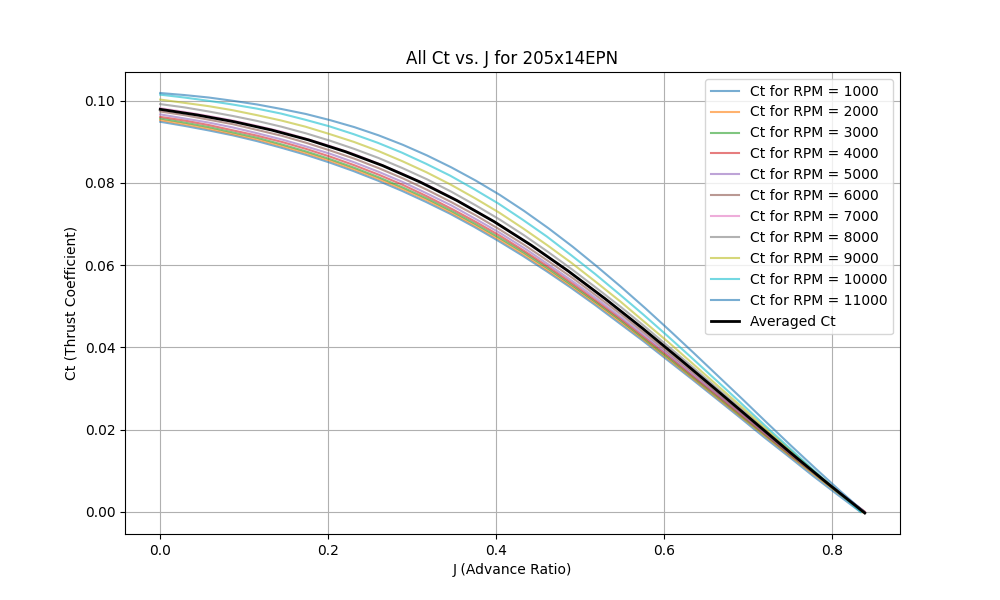 All Ct vs. J for 205x14EPN
Ct (Thrust Coefficient)
0.10
0.08
0.06
0.04
0.02
0.00
Ct for RPM = 1000
Ct for RPM = 2000
Ct for RPM = 3000
Ct for RPM = 4000
Ct for RPM = 5000
Ct for RPM = 6000
Ct for RPM = 7000
Ct for RPM = 8000
Ct for RPM = 9000
Ct for RPM = 10000
Ct for RPM = 11000
Averaged Ct
0.0 0.2 0.4 0.6 0.8
J (Advance Ratio)